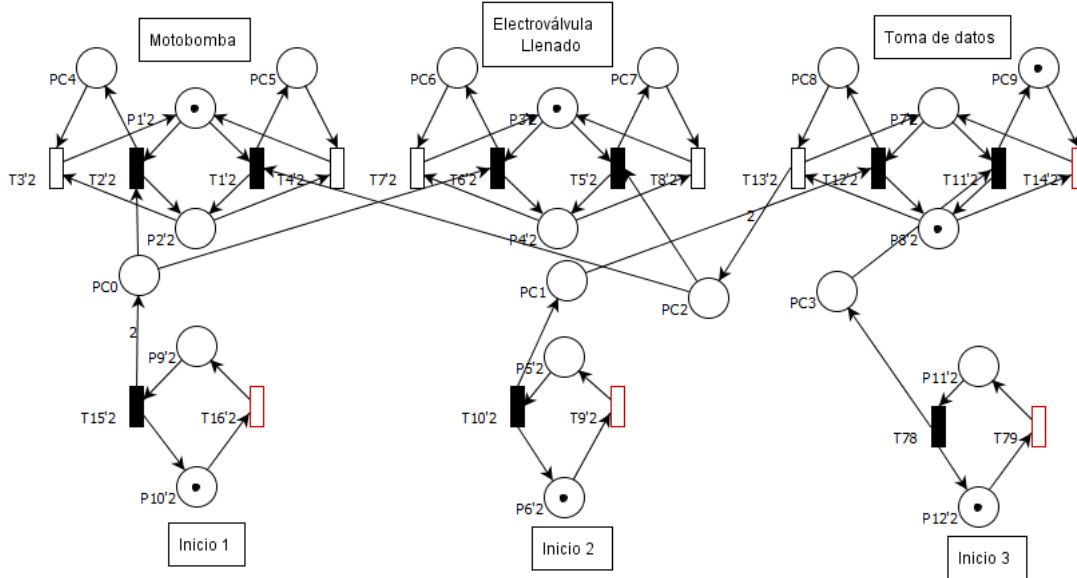 Motobomba
Electroválvula
Llenado
Toma de datos
PC4
PC5
PC6
PC7
PC8
PC9
P1'2
P3'2
P7'2
T3'2
T2'2
T1'2
T4'2
T7'2
T6'2
T5'2
T8'2
T13'2
T12'2
T11'2
T14'2
P2'2
P4'2
2
P8'2
PC0
PC1
PC2
PC3
2
P9'2
P5'2
P11'2
T15'2
T16'2
T10'2
T9'2
T78
T79
P10'2
P6'2
P12'2
Inicio 1
Inicio 2
Inicio 3